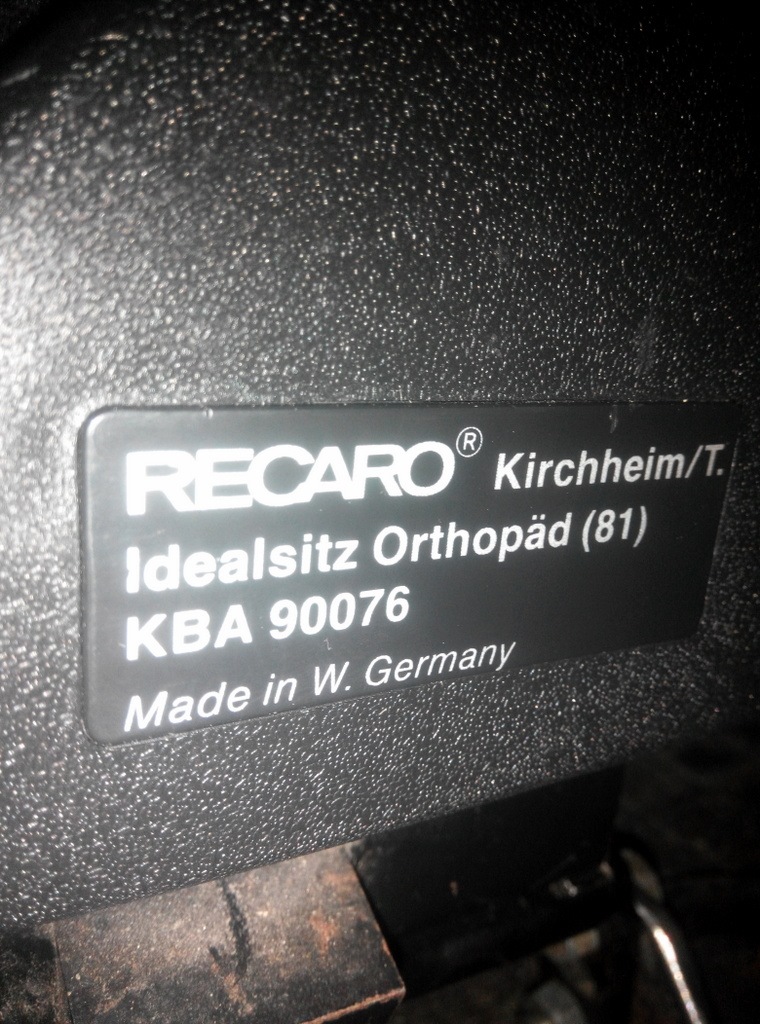 RECARO® Kirchheim/T.
Idealsitz Orthopäd (81)
KBA 90076
Made in W. Germany